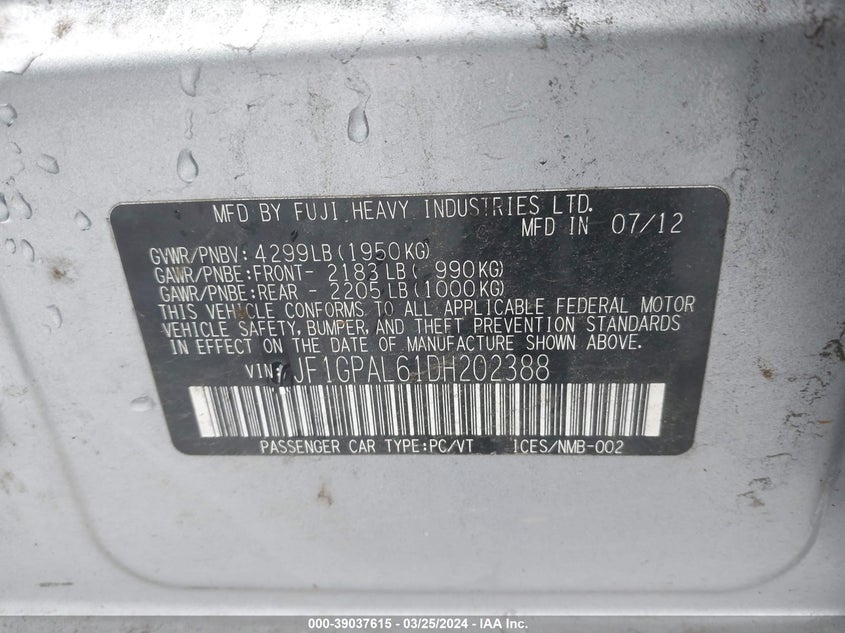 MFD BY FUJI HEAVY INDUSTRIES LTD.
MFD IN 07/12
GVWR/PNBV: 4299LB(1950KG)
GAWR/PNBE:FRONT- 2183LB( 990KG)
GAWR/PNBE:REAR - 2205LB(1000KG)
THIS VEHICLE CONFORMS TO ALL APPLICABLE FEDERAL MOTOR
VEHICLE SAFETY, BUMPER, AND THEFT PREVENTION STANDARDS
IN EFFECT ON THE DATE OF MANUFACTURE SHOWN ABOVE.
VIN: JF1GPAL61DH202388
PASSENGER CAR TYPE:PC/VT ICES/NMB-002
000-39037615 - 03/25/2024 - IAA Inc.